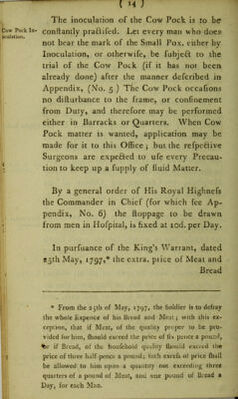 ( 14 )
The inoculation of the Cow Pock is to be
Cow Pock In-
oculation.
conſtantly practiſed. Let every man who does
not bear the mark of the Small Pox, either by
Inoculation, or otherwiſe, be ſubject to the
trial of the Cow Pock (if it has not been
already done) after the manner deſcribed in
Appendix, (No. 5 ) The Cow Pock occaſions
no diſturbance to the frame, or confinement
from Duty, and therefore may be performed
either in Barracks or Quarters. When Cow
Pock matter is wanted, application may be
made for it to this Office; but the reſpective
Surgeons are expected to uſe every Precau-
tion to keep up a ſupply of fluid Matter.
By a general order of His Royal Highneſs
the Commander in Chief (for which ſee Ap-
pendix, No. 6) the ſtoppage to be drawn
from men in Hoſpital, is fixed at 10d. per Day.
In purſuance of the King's Warrant, dated
25th May, 1797,* the extra. price of Meat and
Bread
* From the 25th of May, 1797, the Soldier is to defray
the whole Expence of his Bread and Meat; with this ex-
ception, that if Meat, of the quality proper to be pro-
vided for him, ſhould exceed the price of ſix pence a pound,
or if Bread, of the houſehold quality ſhould exceed the
price of three half-pence a pound; ſuch exceſs of price ſhall
be allowed to him upon a quantity not exceeding three
quarters of a pound of Meat, and one pound of Bread a
Day, for each Man.